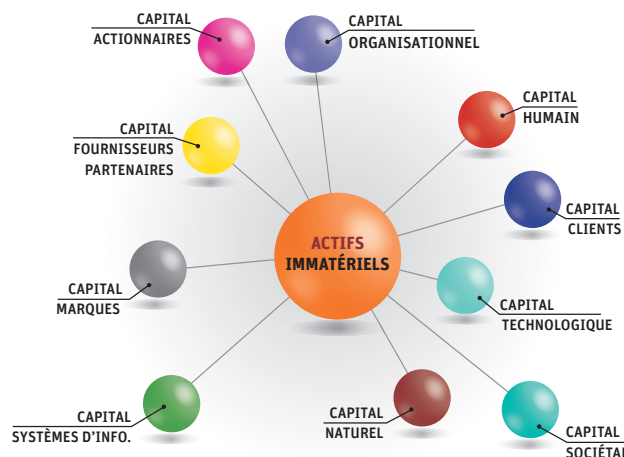 CAPITAL
ACTIONNAIRES
CAPITAL
ORGANISATIONNEL
CAPITAL
HUMAIN
CAPITAL
FOURNISSEURS
PARTENAIRES
CAPITAL
CLIENTS
ACTIFS
IMMATÉRIELS
CAPITAL
MARQUES
CAPITAL
TECHNOLOGIQUE
CAPITAL
SYSTÈMES D'INFO.
CAPITAL
NATUREL
CAPITAL
SOCIÉTAL